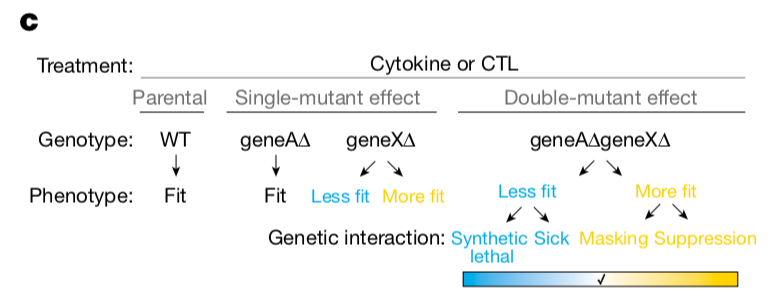 c
Treatment: Cytokine or CTL
Parental Single-mutant effect Double-mutant effect
Genotype: WT geneAΔ geneXΔ geneAΔgeneXΔ
Phenotype: Fit Fit Less fit More fit Less fit More fit
Genetic interaction: Synthetic Sick Masking Suppression
lethal
✓